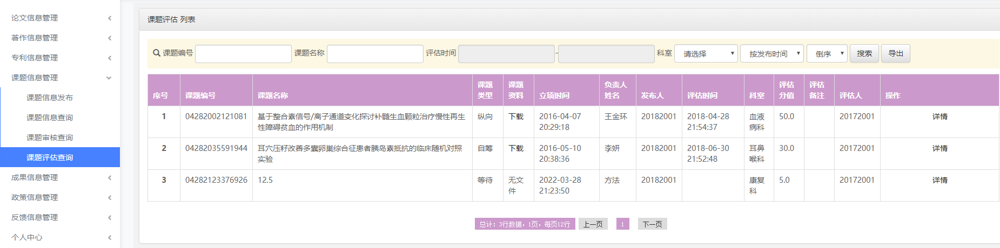 论文信息管理
著作信息管理
专利信息管理
课题信息管理
课题信息发布
课题信息查询
课题审核查询
课题评估查询
成果信息管理
政策信息管理
反馈信息管理
个人中心
课题评估 列表
课题编号 课题名称 评估时间 - 科室 请选择 按发布时间 倒序 搜索 导出
序号 课题编号 课题名称 课题类型 课题资料 立项时间 负责人姓名 发布人 评估时间 科室 评估分值 评估备注 评估人 操作
1 04282002121081 基于整合素信号/离子通道变化探讨补髓生血颗粒治疗慢性再生 纵向 下载 2016-04-07 王金环 20182001 2018-04-28 血液 50.0 20172001 详情
性障碍贫血的作用机制 20:29:18 21:54:37 病科
2 04282035591944 耳穴压籽改善多囊卵巢综合征患者胰岛素抵抗的临床随机对照 自筹 下载 2016-05-10 李妍 20182001 2018-06-30 耳鼻 30.0 20172001 详情
实验 20:38:36 21:52:48 喉科
3 04282123376926 12.5 等待 无文 2022-03-28 方法 20182001 康复 5.0 20172001 详情
件 21:23:50 科
总计：3行数据，1页，每页12行 上一页 1 下一页